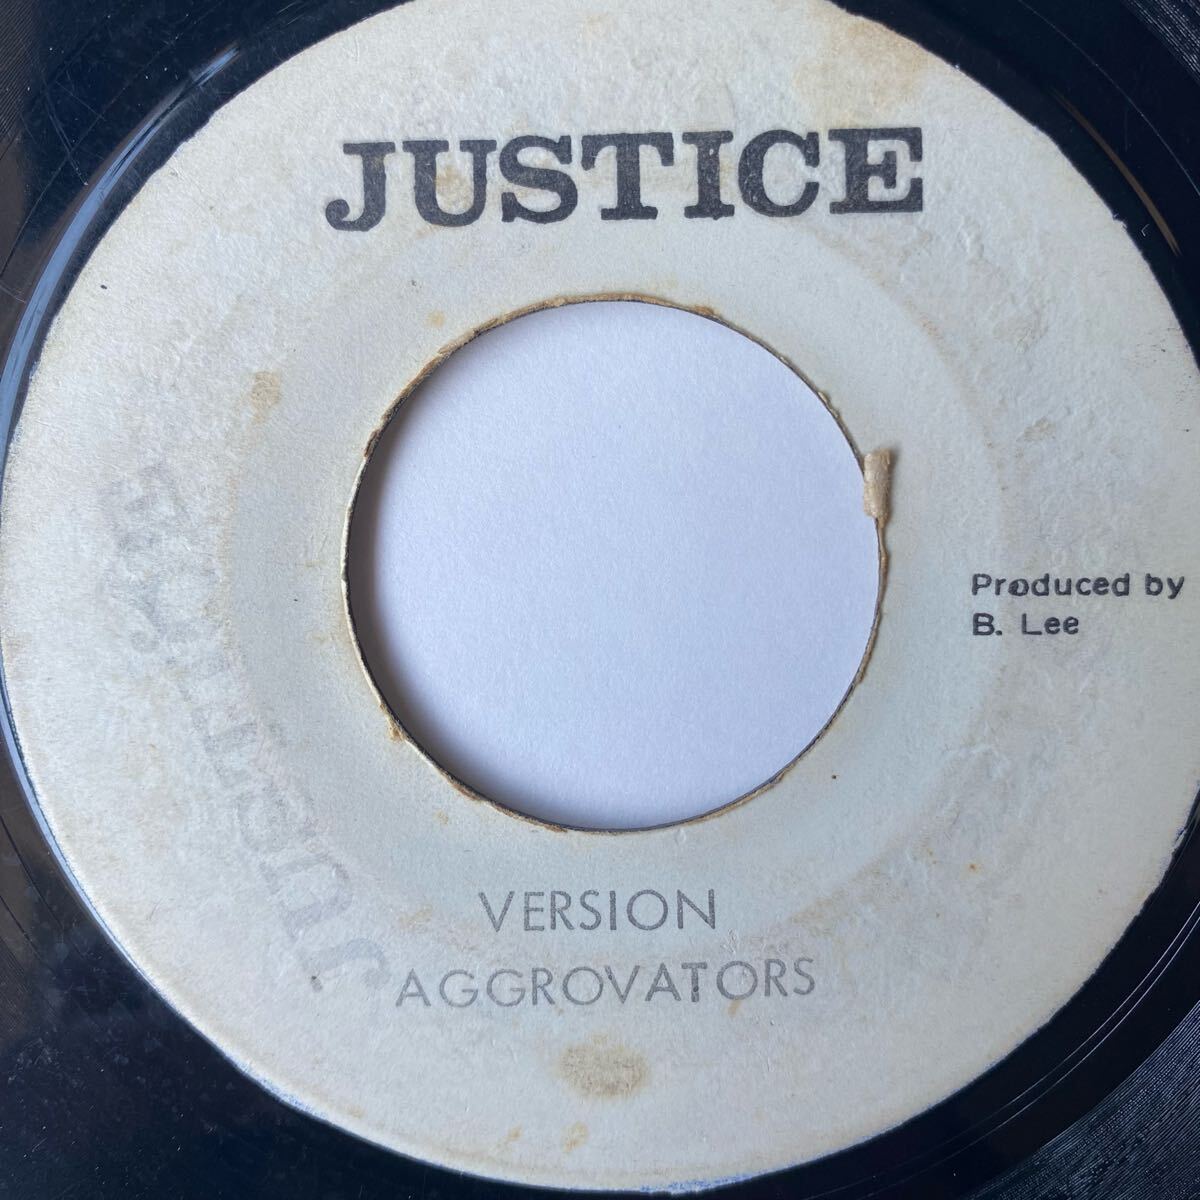 JUSTICE
Produced by
B. Lee
VERSION
AGGROVATORS